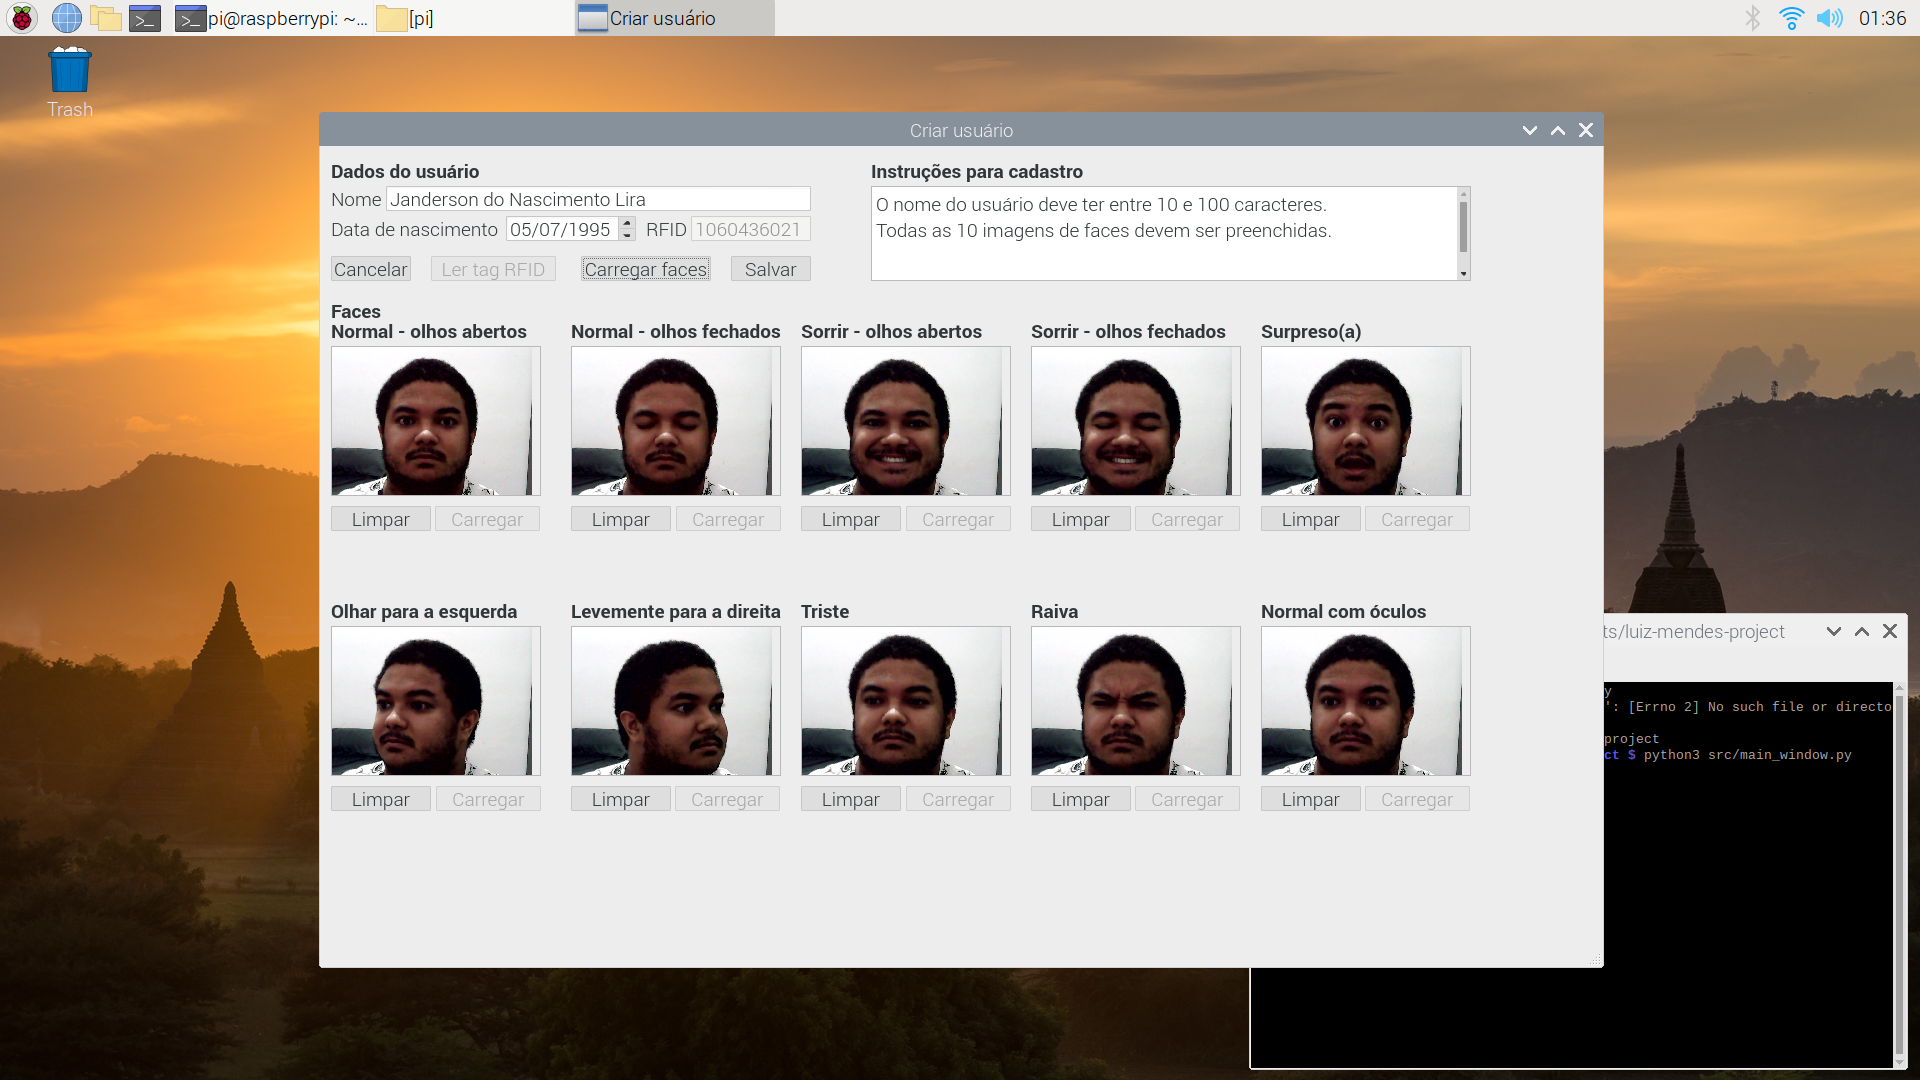 pi@raspberrypi: ~...
[pi]
Criar usuário
01:36
Trash
Criar usuário
Dados do usuário
Nome Janderson do Nascimento Lira
Data de nascimento 05/07/1995 RFID 1060436021
Cancelar Ler tag RFID Carregar faces Salvar
Instruções para cadastro
O nome do usuário deve ter entre 10 e 100 caracteres.
Todas as 10 imagens de faces devem ser preenchidas.
Faces
Normal - olhos abertos Normal - olhos fechados Sorrir - olhos abertos Sorrir - olhos fechados Surpreso(a)
Limpar Carregar Limpar Carregar Limpar Carregar Limpar Carregar Limpar Carregar
Olhar para a esquerda Levemente para a direita Triste Raiva Normal com óculos
Limpar Carregar Limpar Carregar Limpar Carregar Limpar Carregar Limpar Carregar
ts/luiz-mendes-project
y
': [Errno 2] No such file or directo
project
ct $ python3 src/main_window.py